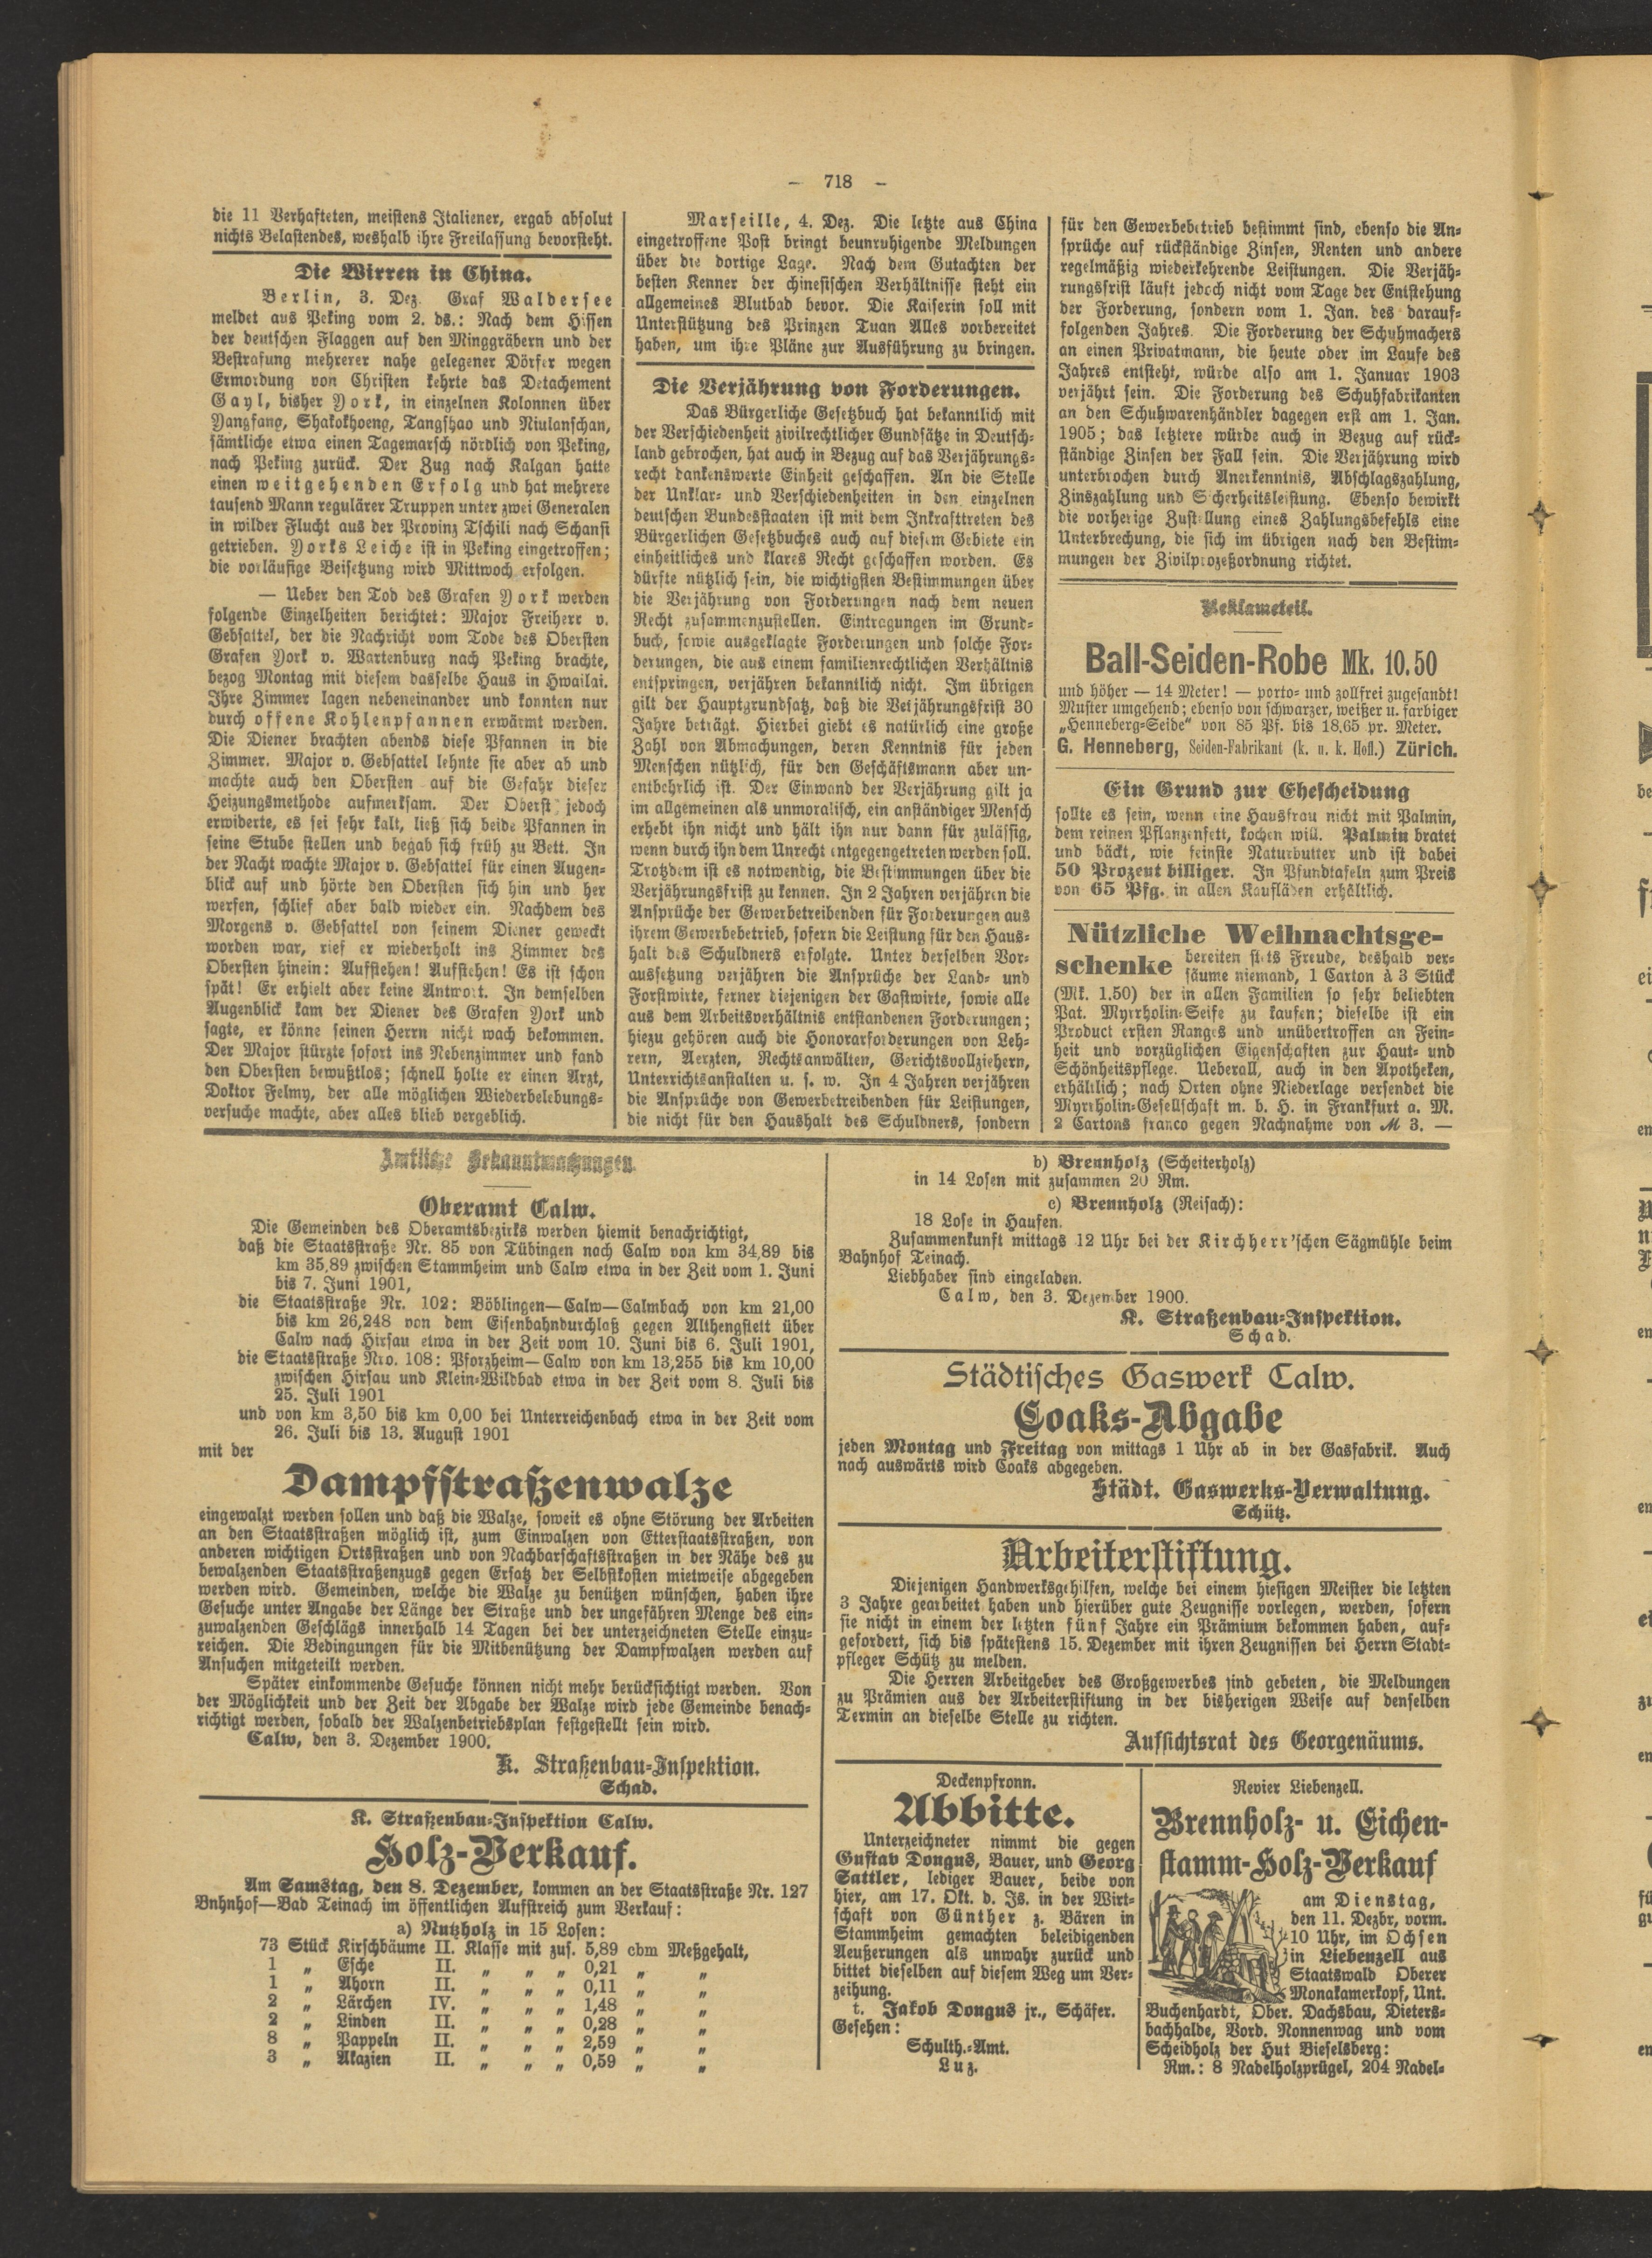 — 718 —
die 11 Verhafteten, meistens Italiener, ergab absolut
nichts Belastendes, weshalb ihre Freilassung bevorsteht.
Die Wirren in China.
Berlin, 3. Dez. Graf Waldersee
meldet aus Peking vom 2. ds.: Nach dem Hissen
der deutschen Flaggen auf den Minggräbern und der
Bestrafung mehrerer nahe gelegener Dörfer wegen
Ermordung von Christen kehrte das Detachement
Gayl, bisher York, in einzelnen Kolonnen über
Yangfang, Shakokhoeng, Tangshao und Niulanschan,
sämtliche etwa einen Tagemarsch nördlich von Peking,
nach Peking zurück. Der Zug nach Kalgan hatte
einen weitgehenden Erfolg und hat mehrere
tausend Mann regulärer Truppen unter zwei Generalen
in wilder Flucht aus der Provinz Tschili nach Schansi
getrieben. Yorks Leiche ist in Peking eingetroffen;
die vorläufige Beisetzung wird Mittwoch erfolgen.
— Ueber den Tod des Grafen York werden
folgende Einzelheiten berichtet: Major Freiherr v.
Gebsattel, der die Nachricht vom Tode des Obersten
Grafen York v. Wartenburg nach Peking brachte,
bezog Montag mit diesem dasselbe Haus in Hwailai.
Ihre Zimmer lagen nebeneinander und konnten nur
durch offene Kohlenpfannen erwärmt werden.
Die Diener brachten abends diese Pfannen in die
Zimmer. Major v. Gebsattel lehnte sie aber ab und
machte auch den Obersten auf die Gefahr dieser
Heizungsmethode aufmerksam. Der Oberst jedoch
erwiderte, es sei sehr kalt, ließ sich beide Pfannen in
seine Stube stellen und begab sich früh zu Bett. In
der Nacht wachte Major v. Gebsattel für einen Augen-
blick auf und hörte den Obersten sich hin und her
werfen, schlief aber bald wieder ein. Nachdem des
Morgens v. Gebsattel von seinem Diener geweckt
worden war, rief er wiederholt ins Zimmer des
Obersten hinein: Aufstehen! Aufstehen! Es ist schon
spät! Er erhielt aber keine Antwort. In demselben
Augenblick kam der Diener des Grafen York und
sagte, er könne seinen Herrn nicht wach bekommen.
Der Major stürzte sofort ins Nebenzimmer und fand
den Obersten bewußtlos; schnell holte er einen Arzt,
Doktor Felmy, der alle möglichen Wiederbelebungs-
versuche machte, aber alles blieb vergeblich.
Marseille, 4. Dez. Die letzte aus China
eingetroffene Post bringt beunruhigende Meldungen
über die dortige Lage. Nach dem Gutachten der
besten Kenner der chinesischen Verhältnisse steht ein
allgemeines Blutbad bevor. Die Kaiserin soll mit
Unterstützung des Prinzen Tuan Alles vorbereitet
haben, um ihre Pläne zur Ausführung zu bringen.
Die Verjährung von Forderungen.
Das Bürgerliche Gesetzbuch hat bekanntlich mit
der Verschiedenheit zivilrechtlicher Gundsätze in Deutsch-
land gebrochen, hat auch in Bezug auf das Verjährungs-
recht dankenswerte Einheit geschaffen. An die Stelle
der Unklar- und Verschiedenheiten in den einzelnen
deutschen Bundesstaaten ist mit dem Inkrafttreten des
Bürgerlichen Gesetzbuches auch auf diesem Gebiete ein
einheitliches und klares Recht geschaffen worden. Es
dürfte nützlich sein, die wichtigsten Bestimmungen über
die Verjährung von Forderungen nach dem neuen
Recht zusammenzustellen. Eintragungen im Grund-
buch, sowie ausgeklagte Forderungen und solche For-
derungen, die aus einem familienrechtlichen Verhältnis
entspringen, verjähren bekanntlich nicht. Im übrigen
gilt der Hauptgrundsatz, daß die Verjährungsfrist 30
Jahre beträgt. Hierbei giebt es natürlich eine große
Zahl von Abmachungen, deren Kenntnis für jeden
Menschen nützlich, für den Geschäftsmann aber un-
entbehrlich ist. Der Einwand der Verjährung gilt ja
im allgemeinen als unmoralisch, ein anständiger Mensch
erhebt ihn nicht und hält ihn nur dann für zulässig,
wenn durch ihn dem Unrecht entgegengetreten werden soll.
Trotzdem ist es notwendig, die Bestimmungen über die
Verjährungsfrist zu kennen. In 2 Jahren verjähren die
Ansprüche der Gewerbetreibenden für Forderungen aus
ihrem Gewerbebetrieb, sofern die Leistung für den Haus-
halt des Schuldners erfolgte. Unter derselben Vor-
aussetzung verjähren die Ansprüche der Land- und
Forstwirte, ferner diejenigen der Gastwirte, sowie alle
aus dem Arbeitsverhältnis entstandenen Forderungen;
hiezu gehören auch die Honorarforderungen von Leh-
rern, Aerzten, Rechtsanwälten, Gerichtsvollziehern,
Unterrichtsanstalten u. s. w. In 4 Jahren verjähren
die Ansprüche von Gewerbetreibenden für Leistungen,
die nicht für den Haushalt des Schuldners, sondern
für den Gewerbebetrieb bestimmt sind, ebenso die An-
sprüche auf rückständige Zinsen, Renten und andere
regelmäßig wiederkehrende Leistungen. Die Verjäh-
rungsfrist läuft jedoch nicht vom Tage der Entstehung
der Forderung, sondern vom 1. Jan. des darauf-
folgenden Jahres. Die Forderung der Schuhmachers
an einen Privatmann, die heute oder im Laufe des
Jahres entsteht, würde also am 1. Januar 1903
verjährt sein. Die Forderung des Schuhfabrikanten
an den Schuhwarenhändler dagegen erst am 1. Jan.
1905; das letztere würde auch in Bezug auf rück-
ständige Zinsen der Fall sein. Die Verjährung wird
unterbrochen durch Anerkenntnis, Abschlagszahlung,
Zinszahlung und Sicherheitsleistung. Ebenso bewirkt
die vorherige Zustellung eines Zahlungsbefehls eine
Unterbrechung, die sich im übrigen nach den Bestim-
mungen der Zivilprozeßordnung richtet.
Reklameteil.
Ball-Seiden-Robe Mk. 10.50
und höher — 14 Meter! — porto- und zollfrei zugesandt!
Muster umgehend; ebenso von schwarzer, weißer u. farbiger
„Henneberg-Seide“ von 85 Pf. bis 18.65 pr. Meter.
G. Henneberg, Seiden-Fabrikant (k. u. k. Hofl.) Zürich.
Ein Grund zur Ehescheidung
sollte es sein, wenn eine Hausfrau nicht mit Palmin,
dem reinen Pflanzenfett, kochen will. Palmin bratet
und bäckt, wie feinste Naturbutter und ist dabei
50 Prozent billiger. In Pfundtafeln zum Preis
von 65 Pfg. in allen Kaufläden erhältlich.
Nützliche Weihnachtsge-
schenke bereiten stets Freude, deshalb ver-
säume niemand, 1 Carton à 3 Stück
(Mk. 1.50) der in allen Familien so sehr beliebten
Pat. Myrrholin-Seife zu kaufen; dieselbe ist ein
Product ersten Ranges und unübertroffen an Fein-
heit und vorzüglichen Eigenschaften zur Haut- und
Schönheitspflege. Ueberall, auch in den Apotheken,
erhältlich; nach Orten ohne Niederlage versendet die
Myrrholin-Gesellschaft m. b. H. in Frankfurt a. M.
2 Cartons franco gegen Nachnahme von M 3. —
Amtliche Bekanntmachungen.
Oberamt Calw.
Die Gemeinden des Oberamtsbezirks werden hiemit benachrichtigt,
daß die Staatsstraße Nr. 85 von Tübingen nach Calw von km 34,89 bis
km 35,89 zwischen Stammheim und Calw etwa in der Zeit vom 1. Juni
bis 7. Juni 1901,
die Staatsstraße Nr. 102: Böblingen—Calw—Calmbach von km 21,00
bis km 26,248 von dem Eisenbahndurchlaß gegen Althengstett über
Calw nach Hirsau etwa in der Zeit vom 10. Juni bis 6. Juli 1901,
die Staatsstraße Nro. 108: Pforzheim—Calw von km 13,255 bis km 10,00
zwischen Hirsau und Klein-Wildbad etwa in der Zeit vom 8. Juli bis
25. Juli 1901
und von km 3,50 bis km 0,00 bei Unterreichenbach etwa in der Zeit vom
26. Juli bis 13. August 1901
mit der
Dampfstraßenwalze
eingewalzt werden sollen und daß die Walze, soweit es ohne Störung der Arbeiten
an den Staatsstraßen möglich ist, zum Einwalzen von Etterstaatsstraßen, von
anderen wichtigen Ortsstraßen und von Nachbarschaftsstraßen in der Nähe des zu
bewalzenden Staatsstraßenzugs gegen Ersatz der Selbstkosten mietweise abgegeben
werden wird. Gemeinden, welche die Walze zu benützen wünschen, haben ihre
Gesuche unter Angabe der Länge der Straße und der ungefähren Menge des ein-
zuwalzenden Geschlägs innerhalb 14 Tagen bei der unterzeichneten Stelle einzu-
reichen. Die Bedingungen für die Mitbenützung der Dampfwalzen werden auf
Ansuchen mitgeteilt werden.
Später einkommende Gesuche können nicht mehr berücksichtigt werden. Von
der Möglichkeit und der Zeit der Abgabe der Walze wird jede Gemeinde benach-
richtigt werden, sobald der Walzenbetriebsplan festgestellt sein wird.
Calw, den 3. Dezember 1900.
K. Straßenbau-Inspektion.
Schad.
K. Straßenbau-Inspektion Calw.
Holz-Verkauf.
Am Samstag, den 8. Dezember, kommen an der Staatsstraße Nr. 127
Bnhnhof—Bad Teinach im öffentlichen Aufstreich zum Verkauf:
a) Nutzholz in 15 Losen:
73 Stück Kirschbäume II. Klasse mit zus. 5,89 cbm Meßgehalt,
1 „ Esche II. „ „ „ 0,21 „ „
1 „ Ahorn II. „ „ „ 0,11 „ „
2 „ Lärchen IV. „ „ „ 1,48 „ „
2 „ Linden II. „ „ „ 0,28 „ „
8 „ Pappeln II. „ „ „ 2,59 „ „
3 „ Akazien II. „ „ „ 0,59 „ „
b) Brennholz (Scheiterholz)
in 14 Losen mit zusammen 20 Rm.
c) Brennholz (Reisach):
18 Lose in Haufen.
Zusammenkunft mittags 12 Uhr bei der Kirchherr'schen Sägmühle beim
Bahnhof Teinach.
Liebhaber sind eingeladen.
Calw, den 3. Dezember 1900.
K. Straßenbau-Inspektion.
Schad.
Städtisches Gaswerk Calw.
Coaks-Abgabe
jeden Montag und Freitag von mittags 1 Uhr ab in der Gasfabrik. Auch
nach auswärts wird Coaks abgegeben.
Städt. Gaswerks-Verwaltung.
Schütz.
Arbeiterstiftung.
Diejenigen Handwerksgehilfen, welche bei einem hiesigen Meister die letzten
3 Jahre gearbeitet haben und hierüber gute Zeugnisse vorlegen, werden, sofern
sie nicht in einem der letzten fünf Jahre ein Prämium bekommen haben, auf-
gefordert, sich bis spätestens 15. Dezember mit ihren Zeugnissen bei Herrn Stadt-
pfleger Schütz zu melden.
Die Herren Arbeitgeber des Großgewerbes sind gebeten, die Meldungen
zu Prämien aus der Arbeiterstiftung in der bisherigen Weise auf denselben
Termin an dieselbe Stelle zu richten.
Aufsichtsrat des Georgenäums.
Deckenpfronn.
Abbitte.
Unterzeichneter nimmt die gegen
Gustav Dongus, Bauer, und Georg
Sattler, lediger Bauer, beide von
hier, am 17. Okt. d. Js. in der Wirt-
schaft von Günther z. Bären in
Stammheim gemachten beleidigenden
Aeußerungen als unwahr zurück und
bittet dieselben auf diesem Weg um Ver-
zeihung.
t. Jakob Dongus jr., Schäfer.
Gesehen:
Schulth.-Amt.
Luz.
Revier Liebenzell.
Brennholz- u. Eichen-
stamm-Holz-Verkauf
am Dienstag,
den 11. Dezbr, vorm.
10 Uhr, im Ochsen
in Liebenzell aus
Staatswald Oberer
Monakamerkopf, Unt.
Buchenhardt, Ober. Dachsbau, Dieters-
bachhalde, Vord. Nonnenwag und vom
Scheidholz der Hut Bieselsberg:
Rm.: 8 Nadelholzprügel, 204 Nadel-